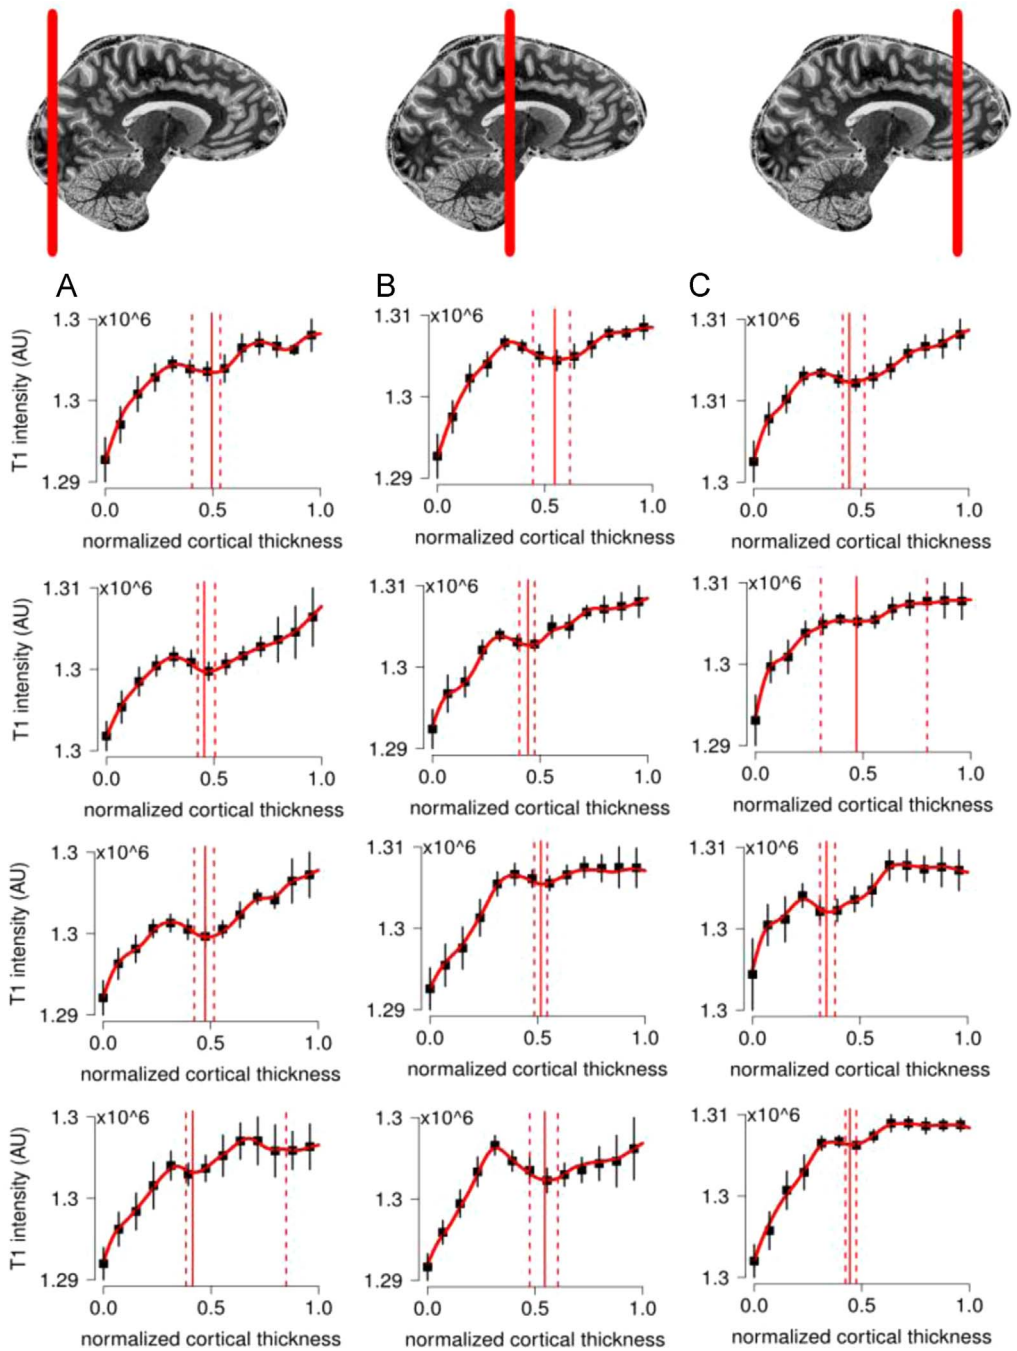 A B C
x10^6 x10^6 x10^6
1.3 1.31 1.31
T1 intensity (AU)
1.3 1.3 1.31
1.29 1.29 1.3
0.0 0.5 1.0 0.0 0.5 1.0 0.0 0.5 1.0
normalized cortical thickness normalized cortical thickness normalized cortical thickness
x10^6 x10^6 x10^6
1.31 1.31 1.31
T1 intensity (AU)
1.3 1.3 1.3
1.3 1.29 1.29
0.0 0.5 1.0 0.0 0.5 1.0 0.0 0.5 1.0
normalized cortical thickness normalized cortical thickness normalized cortical thickness
x10^6 x10^6 x10^6
1.3 1.31 1.31
T1 intensity (AU)
1.3 1.3 1.3
1.29 1.29 1.3
0.0 0.5 1.0 0.0 0.5 1.0 0.0 0.5 1.0
normalized cortical thickness normalized cortical thickness normalized cortical thickness
x10^6 x10^6 x10^6
1.3 1.3 1.31
T1 intensity (AU)
1.3 1.3 1.3
1.29 1.29 1.3
0.0 0.5 1.0 0.0 0.5 1.0 0.0 0.5 1.0
normalized cortical thickness normalized cortical thickness normalized cortical thickness